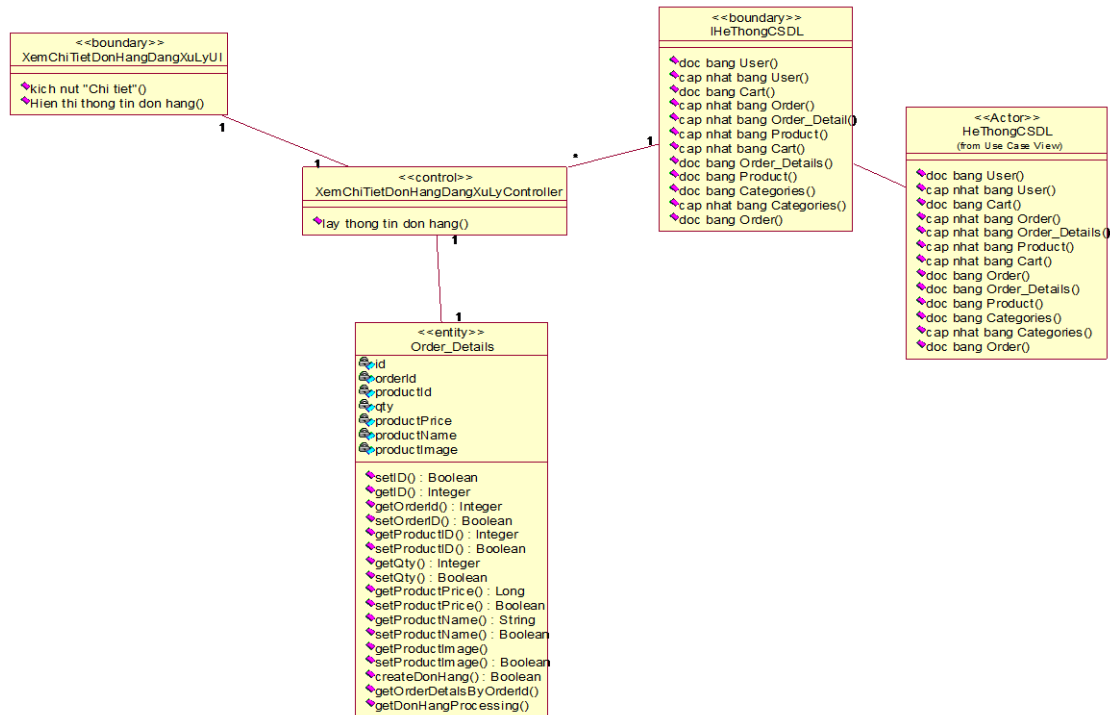 <<boundary>>
XemChiTietDonHangDangXuLyUI
kich nut "Chi tiet"()
Hien thi thong tin don hang()
1
1
<<control>>
XemChiTietDonHangDangXuLyController
lay thong tin don hang()
*
1
1
1
<<boundary>>
IHeThongCSDL
doc bang User()
cap nhat bang User()
doc bang Cart()
cap nhat bang Order()
cap nhat bang Order_Detail()
cap nhat bang Product()
cap nhat bang Cart()
doc bang Order_Details()
doc bang Product()
doc bang Categories()
cap nhat bang Categories()
doc bang Order()
<<Actor>>
HeThongCSDL
(from Use Case View)
doc bang User()
cap nhat bang User()
doc bang Cart()
cap nhat bang Order()
cap nhat bang Order_Details()
cap nhat bang Product()
cap nhat bang Cart()
doc bang Order()
doc bang Order_Details()
doc bang Product()
doc bang Categories()
cap nhat bang Categories()
doc bang Order()
<<entity>>
Order_Details
id
orderId
productId
qty
productPrice
productName
productImage
setID() : Boolean
getID() : Integer
getOrderId() : Integer
setOrderID() : Boolean
getProductID() : Integer
setProductID() : Boolean
getQty() : Integer
setQty() : Boolean
getProductPrice() : Long
setProductPrice() : Boolean
getProductName() : String
setProductName() : Boolean
getProductImage()
setProductImage() : Boolean
createDonHang() : Boolean
getOrderDetalsByOrderId()
getDonHangProcessing()